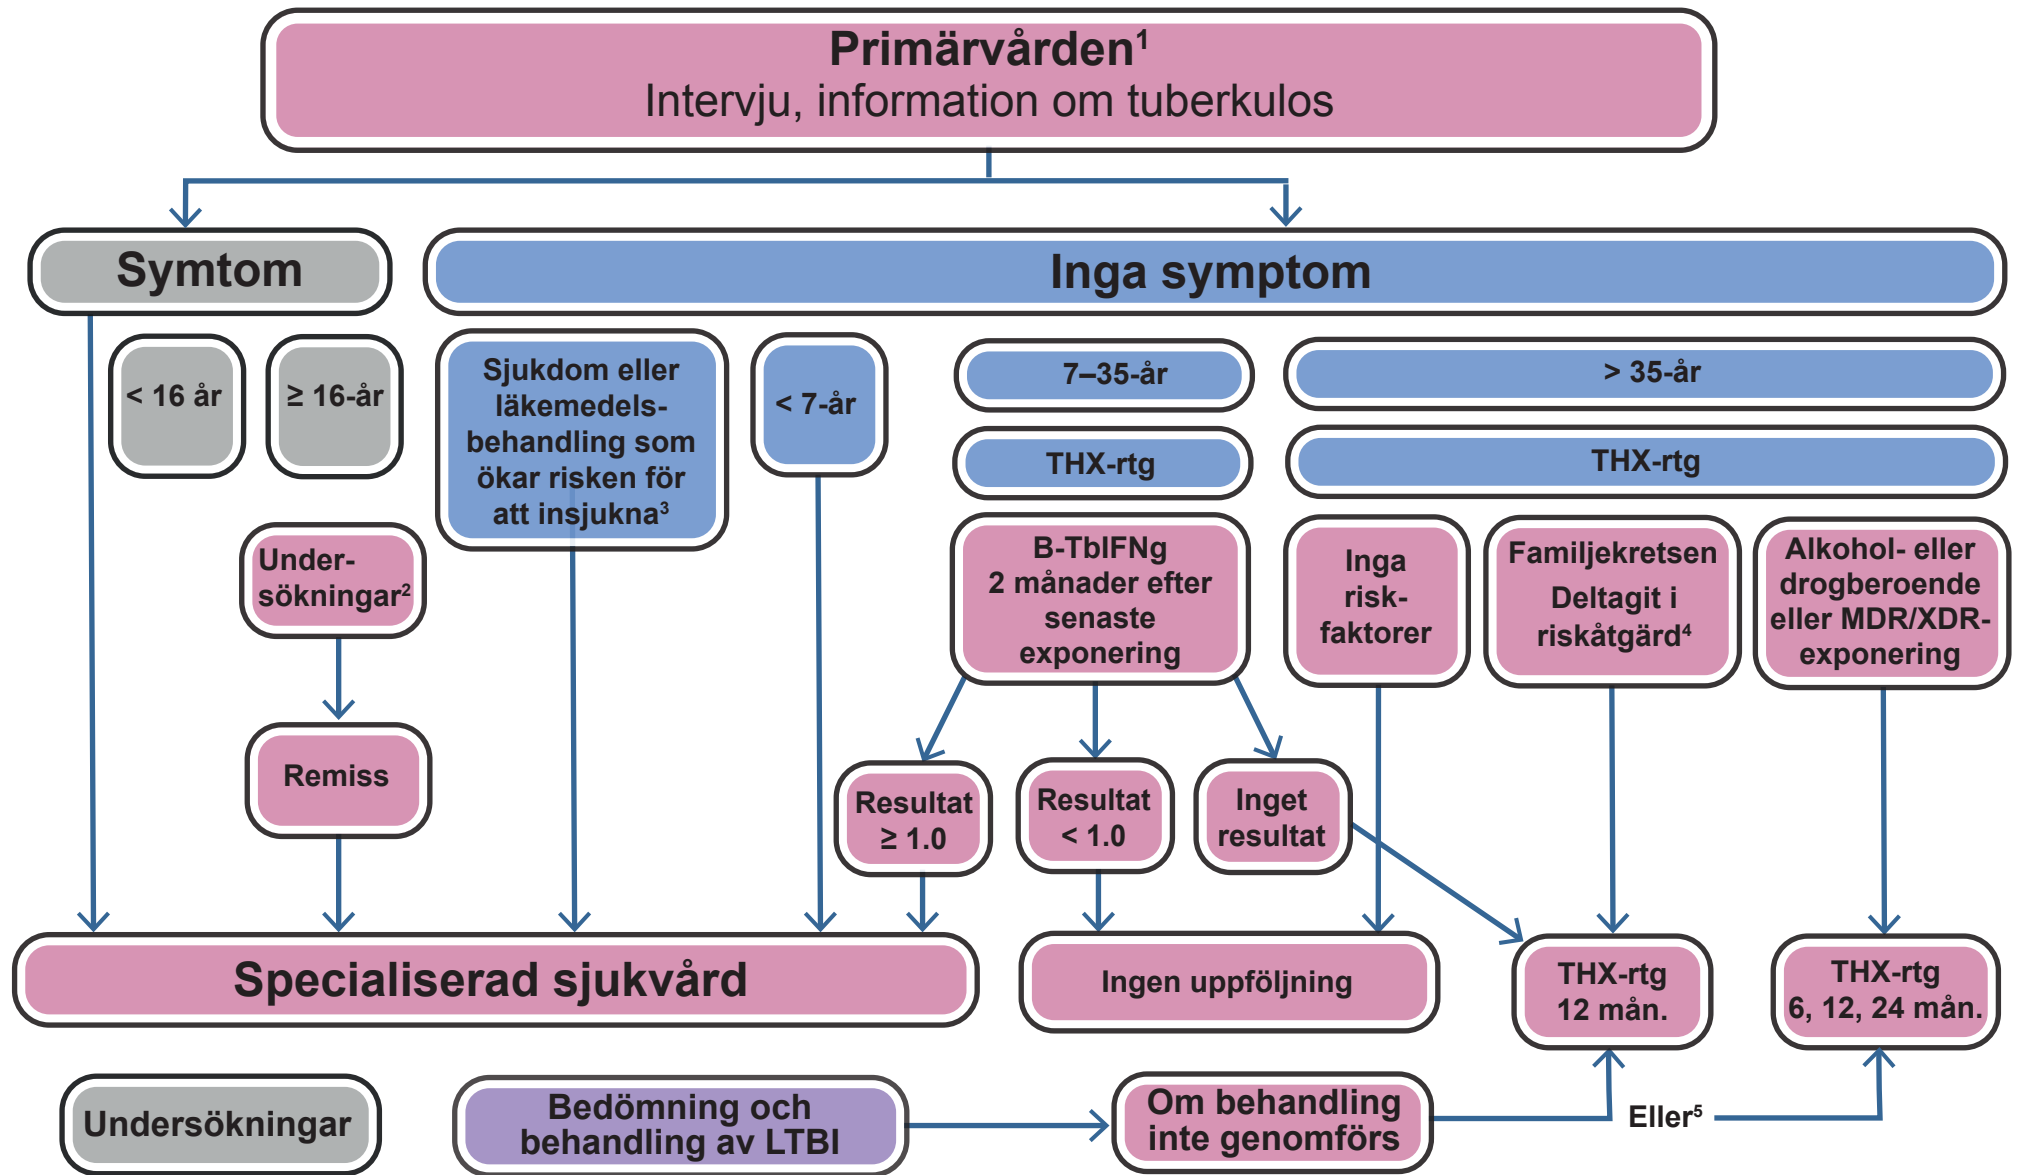 Primärvården¹
Intervju, information om tuberkulos
Symtom
Inga symptom
< 16 år
≥ 16-år
Sjukdom eller
läkemedels-
behandling som
ökar risken för
att insjukna³
< 7-år
7–35-år
> 35-år
THX-rtg
THX-rtg
Under-
sökningar²
B-TbIFNg
2 månader efter
senaste
exponering
Inga
risk-
faktorer
Familjekretsen
Deltagit i
riskåtgärd⁴
Alkohol- eller
drogberoende
eller MDR/XDR-
exponering
Remiss
Resultat
≥ 1.0
Resultat
< 1.0
Inget
resultat
Specialiserad sjukvård
Ingen uppföljning
THX-rtg
12 mån.
THX-rtg
6, 12, 24 mån.
Undersökningar
Bedömning och
behandling av LTBI
Om behandling
inte genomförs
Eller⁵